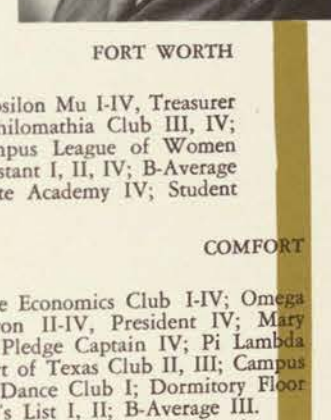 FORT WORTH
psilon Mu I-IV, Treasurer
hilomathia Club III, IV;
mpus League of Women
stant I, II, IV; B-Average
te Academy IV; Student
COMFORT
e Economics Club I-IV; Omega
on II-IV, President IV; Mary
Pledge Captain IV; Pi Lambda
rt of Texas Club II, III; Campus
Dance Club I; Dormitory Floor
's List I, II; B-Average III.